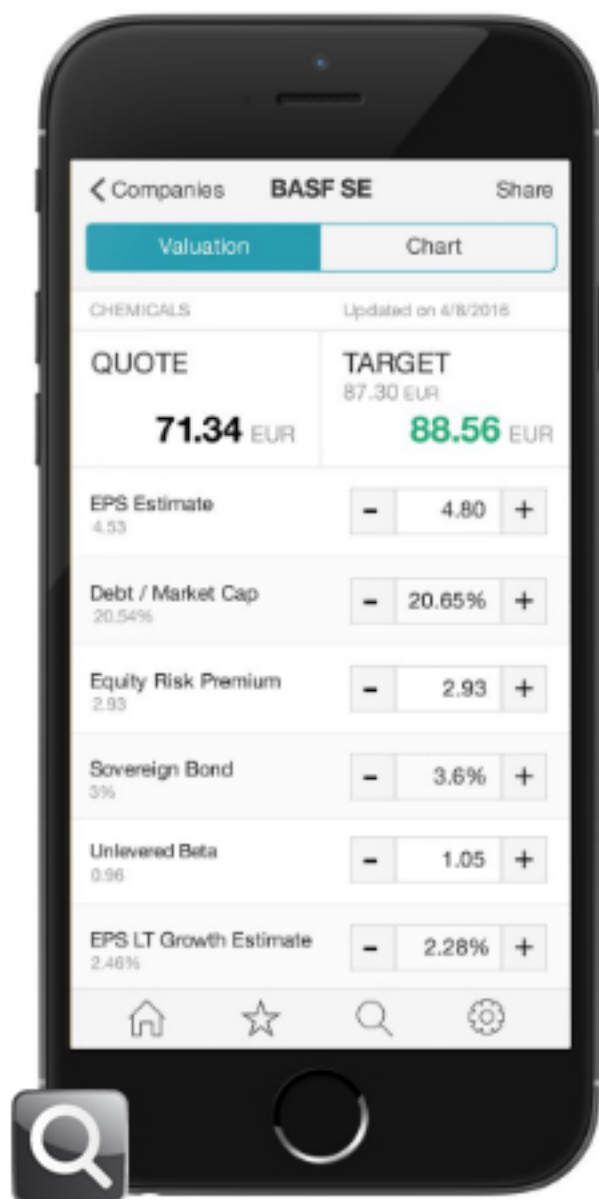 Companies BASF SE Share
Valuation Chart
CHEMICALS Updated on 4/8/2016
QUOTE TARGET
87.30 EUR
71.34 EUR 88.56 EUR
EPS Estimate - 4.80 +
4.53
Debt / Market Cap - 20.65% +
20.54%
Equity Risk Premium - 2.93 +
2.93
Sovereign Bond - 3.6% +
3%
Unlevered Beta - 1.05 +
0.96
EPS LT Growth Estimate - 2.28% +
2.46%